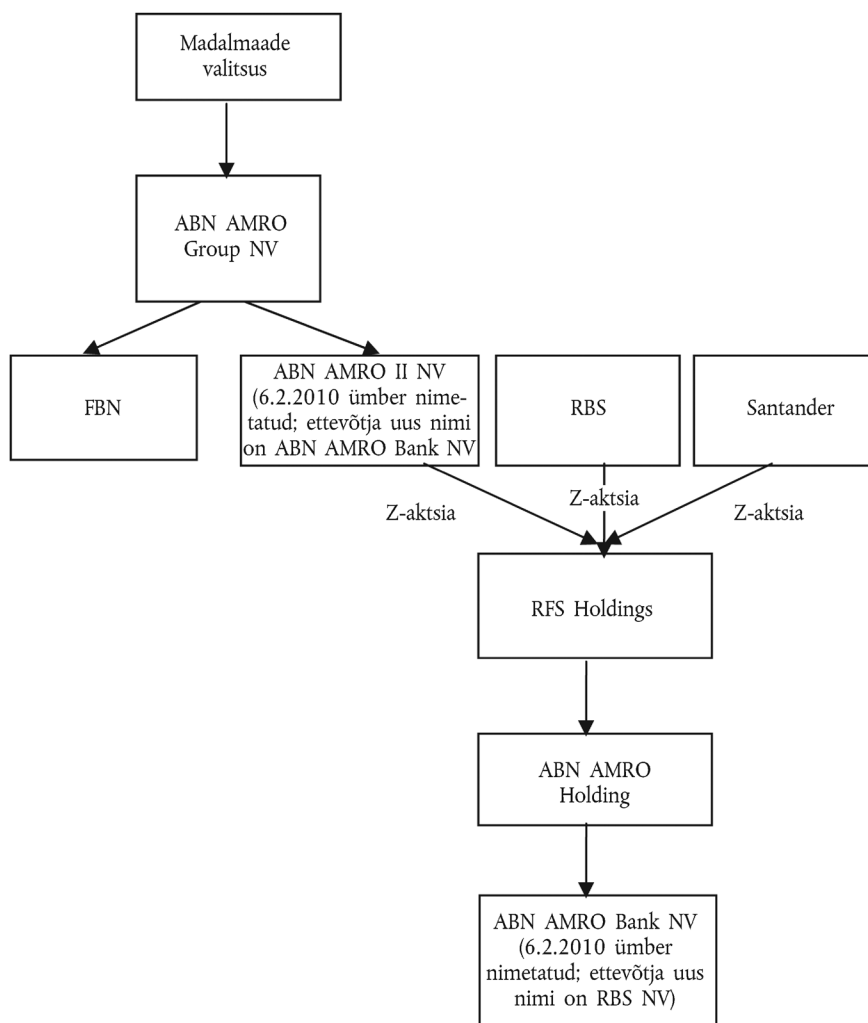 Madalmaade
valitsus
ABN AMRO
Group NV
FBN
ABN AMRO II NV
(6.2.2010 ümber nime-
tatud; ettevõtja uus nimi
on ABN AMRO Bank NV
RBS
Santander
Z-aktsia
Z-aktsia
Z-aktsia
RFS Holdings
ABN AMRO
Holding
ABN AMRO Bank NV
(6.2.2010 ümber
nimetatud; ettevõtja uus
nimi on RBS NV)